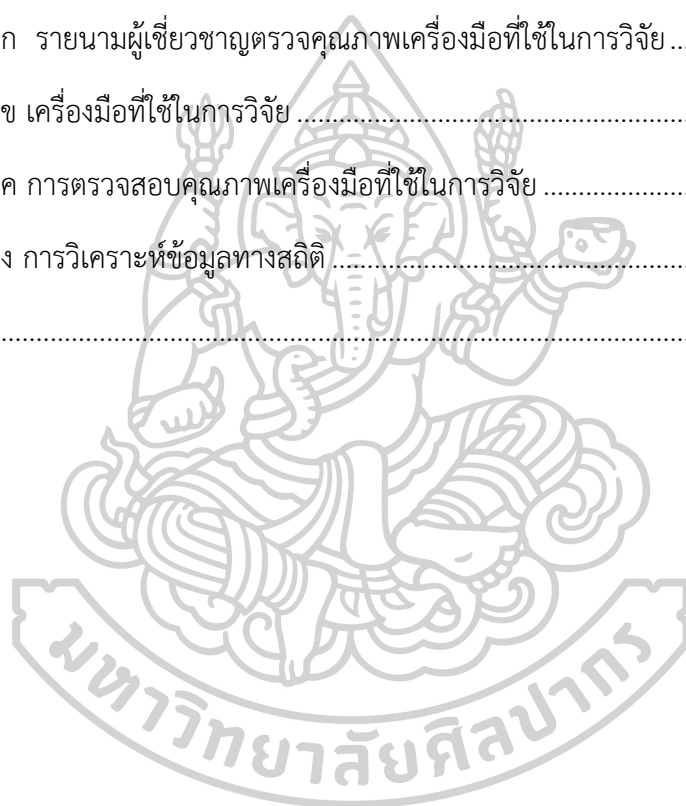 ก  รายนามผู้เชี่ยวชาญตรวจคุณภาพเครื่องมือที่ใช้ในการวิจัย ..
ข เครื่องมือที่ใช้ในการวิจัย ........................................................
ค การตรวจสอบคุณภาพเครื่องมือที่ใช้ในการวิจัย .....................
ง การวิเคราะห์ข้อมูลทางสถิติ ...................................................
....................................................................................................
มหาวิทยาลัยศิลปากร